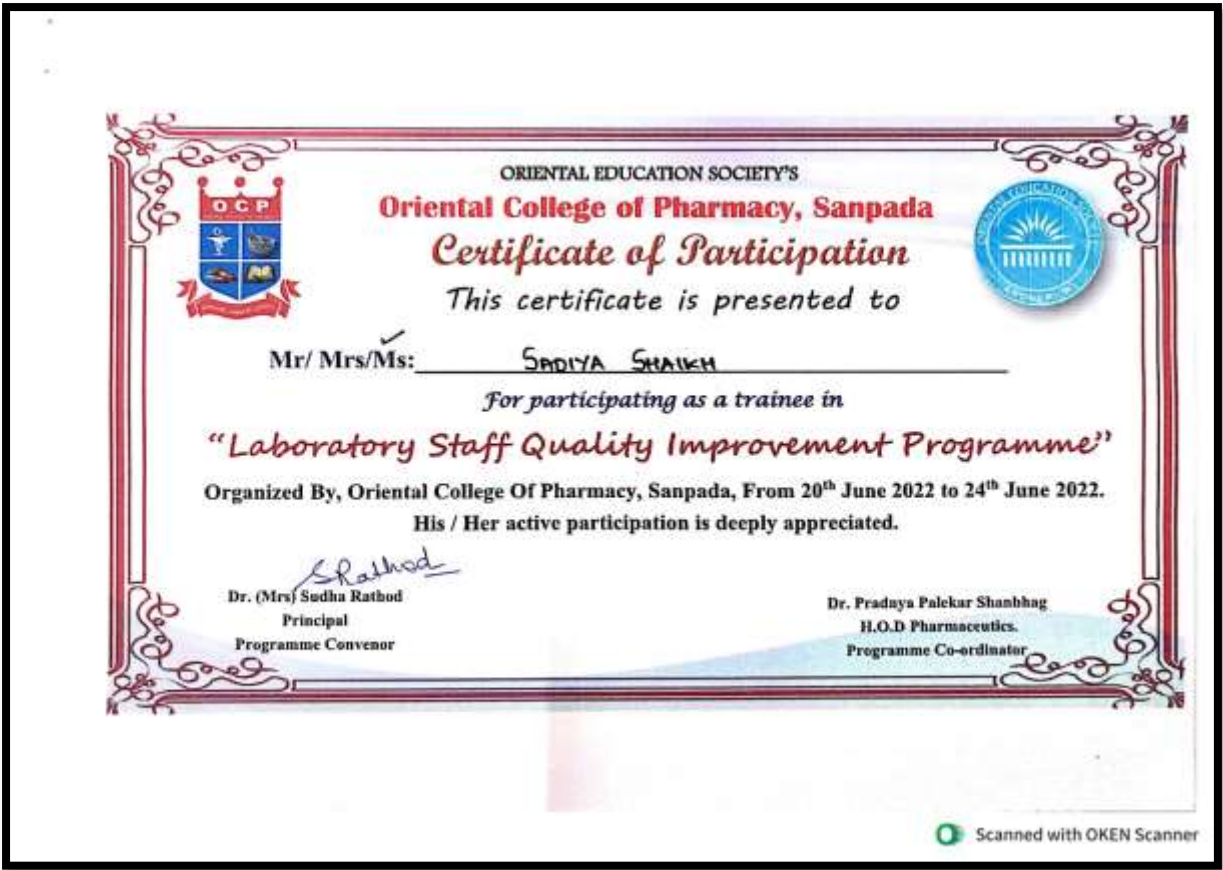 ORIENTAL EDUCATION SOCIETY'S
Oriental College of Pharmacy, Sanpada
OCP
Certificate of Participation
This certificate is presented to
Mr/ Mrs/Ms: SADIYA SHAIKH
For participating as a trainee in
"Laboratory Staff Quality Improvement Programme"
Organized By, Oriental College Of Pharmacy, Sanpada, From 20th June 2022 to 24th June 2022.
His / Her active participation is deeply appreciated.
SRathod
Dr. (Mrs) Sudha Rathod
Principal
Programme Convenor
Dr. Pradnya Palekar Shanbhag
H.O.D Pharmaceutics.
Programme Co-ordinator
Scanned with OKEN Scanner